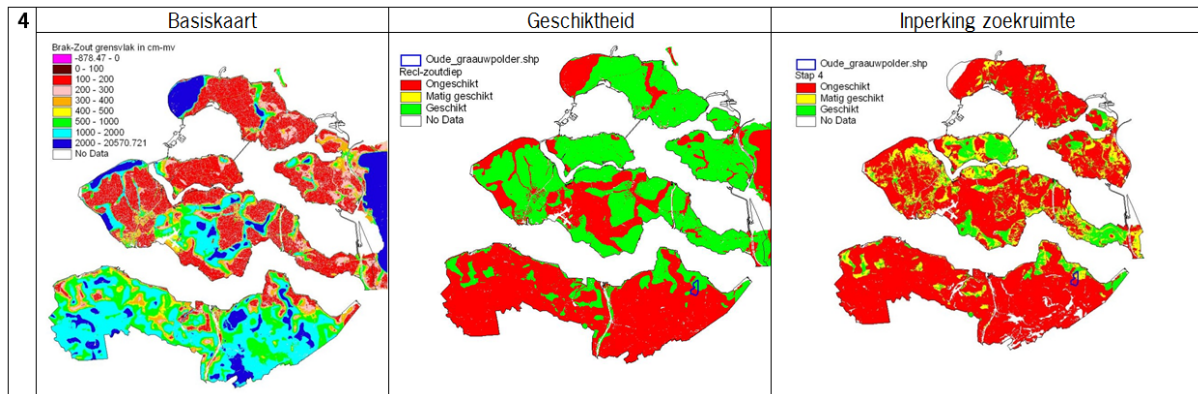 4
Basiskaart
Geschiktheid
Inperking zoekruimte
Brak-Zout grensvlak in cm-mv
-878.47 - 0
0 - 100
100 - 200
200 - 300
300 - 400
400 - 500
500 - 1000
1000 - 2000
2000 - 20570.721
No Data
Oude_graauwpolder.shp
Recl-zoutdiep
Ongeschikt
Matig geschikt
Geschikt
No Data
Oude_graauwpolder.shp
Stap 4
Ongeschikt
Matig geschikt
Geschikt
No Data